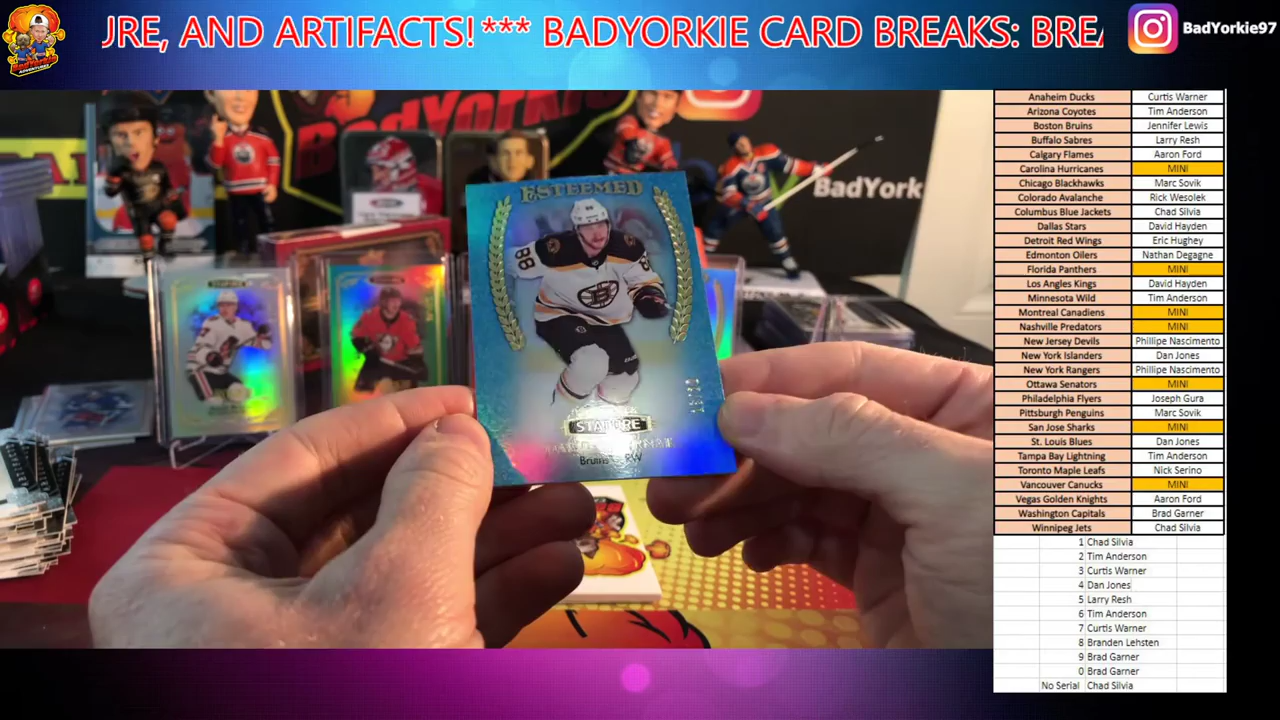 JRE, AND ARTIFACTS!*** BADYORKIE CARD BREAKS: BREA
BadYorkie97
BadYorkie
ADVENTURES
BadYork
ESTEEMED
88
STATURE
Bruins RW
Anaheim Ducks Curtis Warner
Arizona Coyotes Tim Anderson
Boston Bruins Jennifer Lewis
Buffalo Sabres Larry Resh
Calgary Flames Aaron Ford
Carolina Hurricanes MINI
Chicago Blackhawks Marc Sovik
Colorado Avalanche Rick Wesolek
Columbus Blue Jackets Chad Silvia
Dallas Stars David Hayden
Detroit Red Wings Eric Hughey
Edmonton Oilers Nathan Degagne
Florida Panthers MINI
Los Angeles Kings David Hayden
Minnesota Wild Tim Anderson
Montreal Canadiens MINI
Nashville Predators MINI
New Jersey Devils Phillipe Nascimento
New York Islanders Dan Jones
New York Rangers Phillipe Nascimento
Ottawa Senators MINI
Philadelphia Flyers Joseph Gura
Pittsburgh Penguins Marc Sovik
San Jose Sharks MINI
St. Louis Blues Dan Jones
Tampa Bay Lightning Tim Anderson
Toronto Maple Leafs Nick Serino
Vancouver Canucks MINI
Vegas Golden Knights Aaron Ford
Washington Capitals Brad Garner
Winnipeg Jets Chad Silvia
1 Chad Silvia
2 Tim Anderson
3 Curtis Warner
4 Dan Jones
5 Larry Resh
6 Tim Anderson
7 Curtis Warner
8 Branden Lehsten
9 Brad Garner
0 Brad Garner
No Serial Chad Silvia